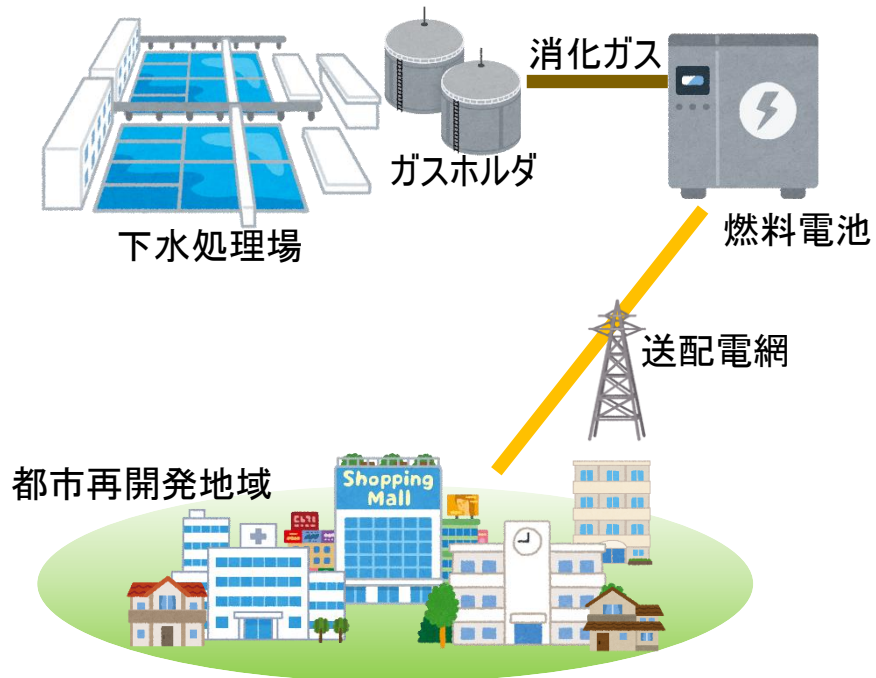 消化ガス
ガスホルダ
下水処理場
燃料電池
送配電網
都市再開発地域
Shopping
Mall